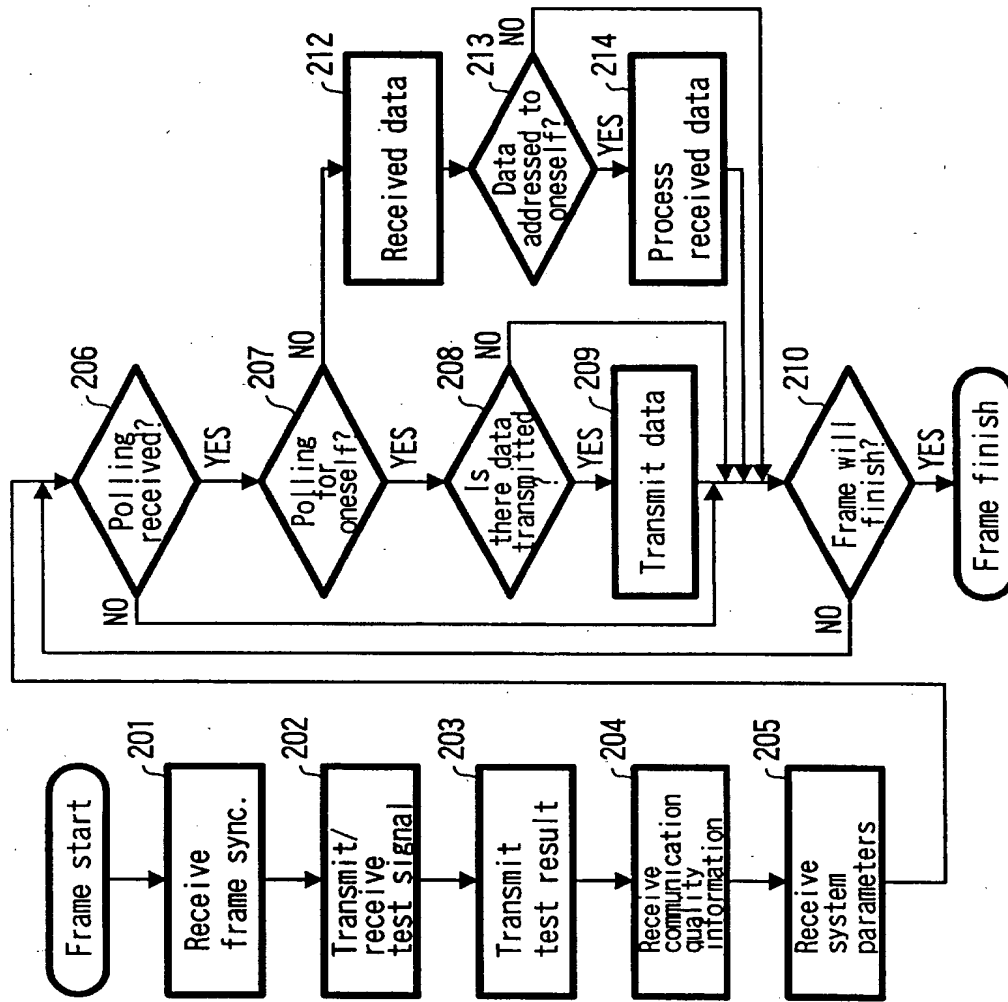 Frame start
201
Receive
frame sync.
202
Transmit/
receive
test signal
203
Transmit
test result
204
Receive
communication
quality
information
205
Receive
system
parameters
206
Polling
received?
NO
YES
207
Polling
for
oneself?
NO
YES
208
Is
there data
transmitted
?
NO
YES
209
Transmit data
212
Received data
213
Data
addressed to
oneself?
NO
YES
214
Process
received data
210
Frame will
finish?
NO
YES
Frame finish